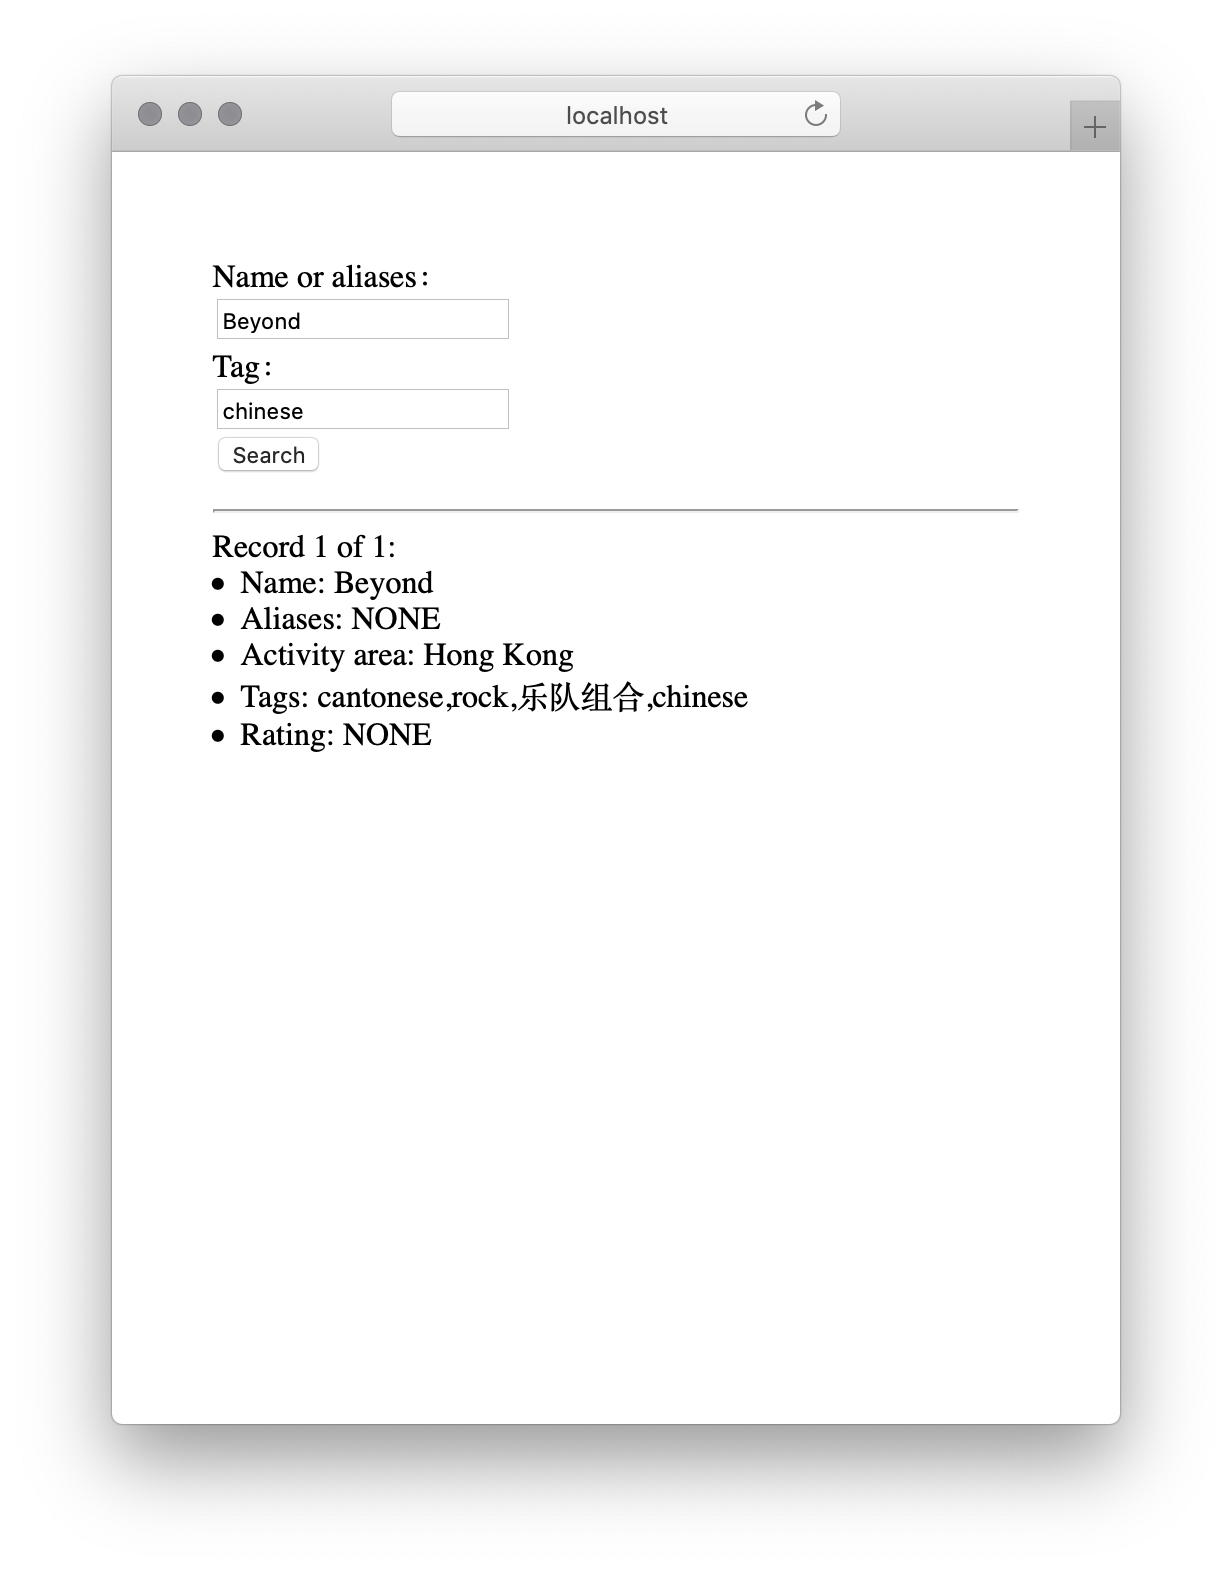 localhost
Name or aliases：
Beyond
Tag：
chinese
Search
Record 1 of 1:
• Name: Beyond
• Aliases: NONE
• Activity area: Hong Kong
• Tags: cantonese,rock,乐队组合,chinese
• Rating: NONE